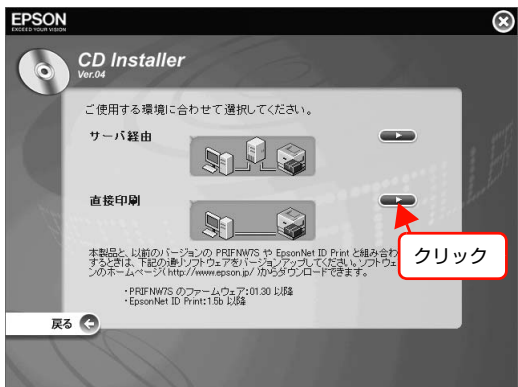 EPSON
EXCEED YOUR VISION
CD Installer
Ver.04
ご使用する環境に合わせて選択してください。
サーバ経由
直接印刷
クリック
本製品と、以前のバージョンの PRIFNW7S や EpsonNet ID Print と組み合わ
するときは、下記の通りソフトウェアをバージョンアップしてください。ソフトウェ
ンのホームページ(http://www.epson.jp/)からダウンロードできます。
・PRIFNW7S のファームウェア:01.30 以降
・EpsonNet ID Print:1.5b 以降
戻る